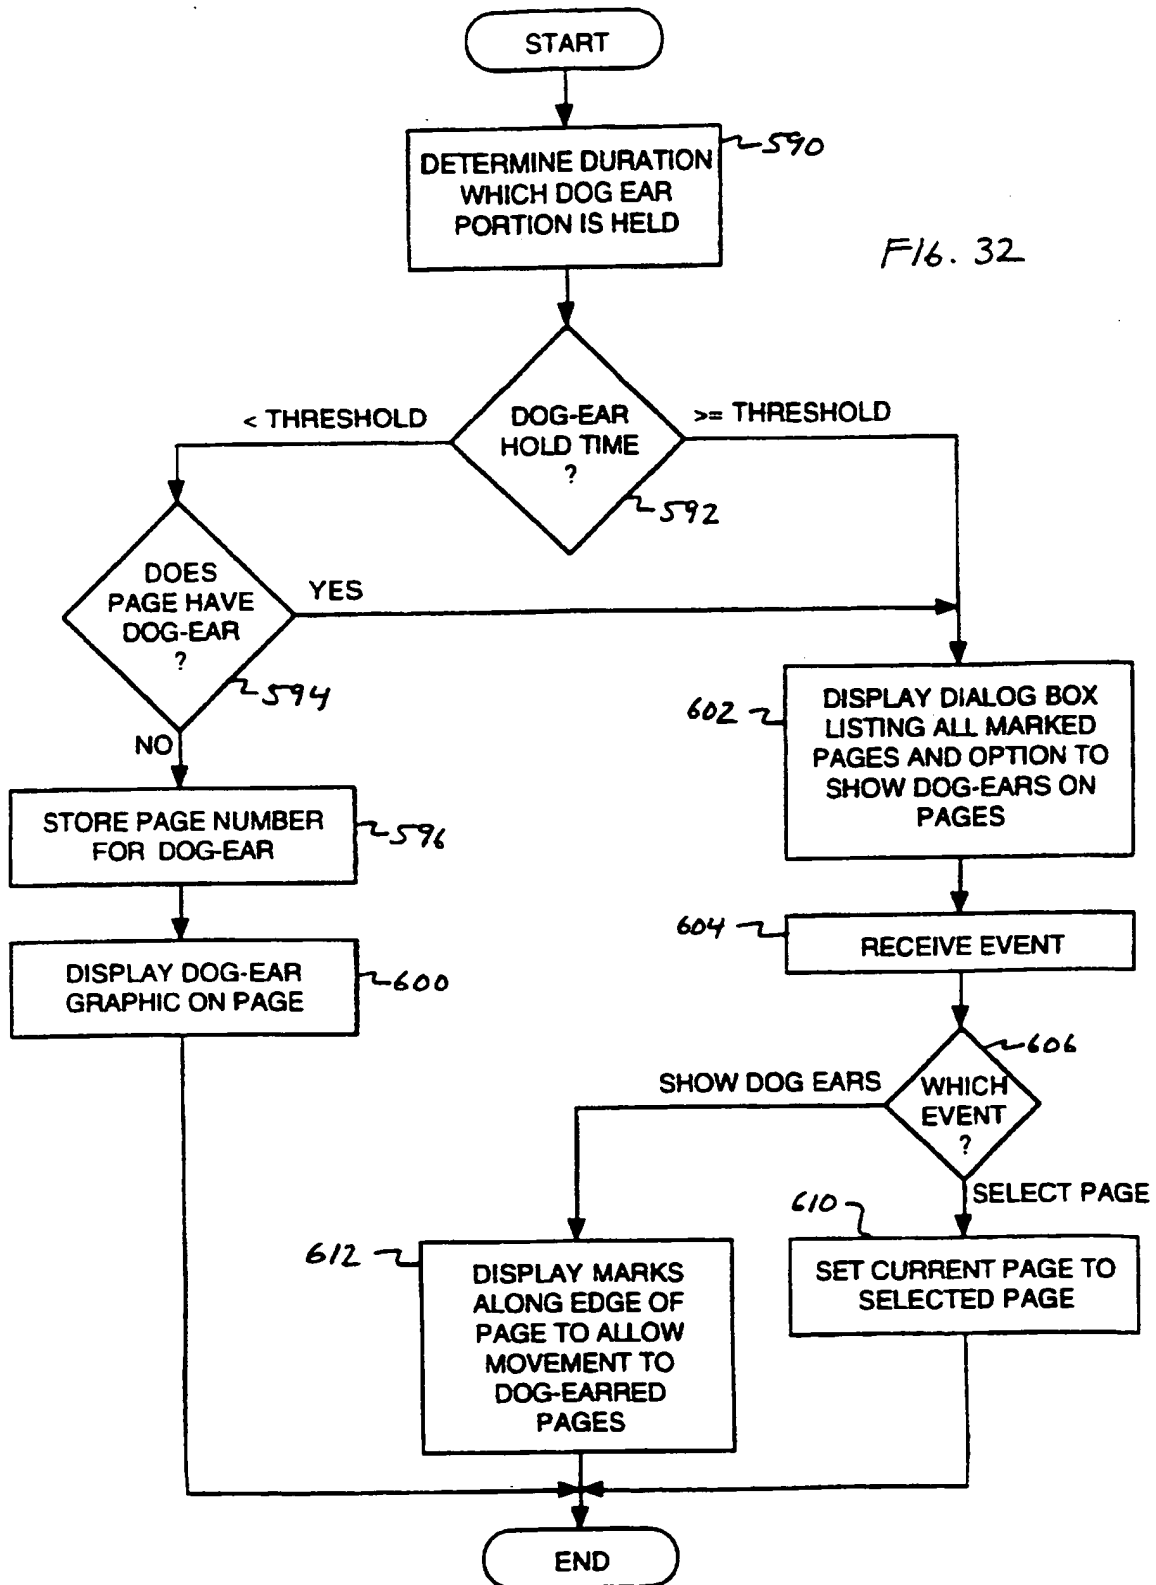 START
DETERMINE DURATION
WHICH DOG EAR
PORTION IS HELD
590
FIG. 32
< THRESHOLD
DOG-EAR
HOLD TIME
?
>= THRESHOLD
592
DOES
PAGE HAVE
DOG-EAR
?
YES
594
NO
602
DISPLAY DIALOG BOX
LISTING ALL MARKED
PAGES AND OPTION TO
SHOW DOG-EARS ON
PAGES
STORE PAGE NUMBER
FOR DOG-EAR
596
604
RECEIVE EVENT
DISPLAY DOG-EAR
GRAPHIC ON PAGE
600
606
SHOW DOG EARS
WHICH
EVENT
?
SELECT PAGE
610
612
DISPLAY MARKS
ALONG EDGE OF
PAGE TO ALLOW
MOVEMENT TO
DOG-EARRED
PAGES
SET CURRENT PAGE TO
SELECTED PAGE
END